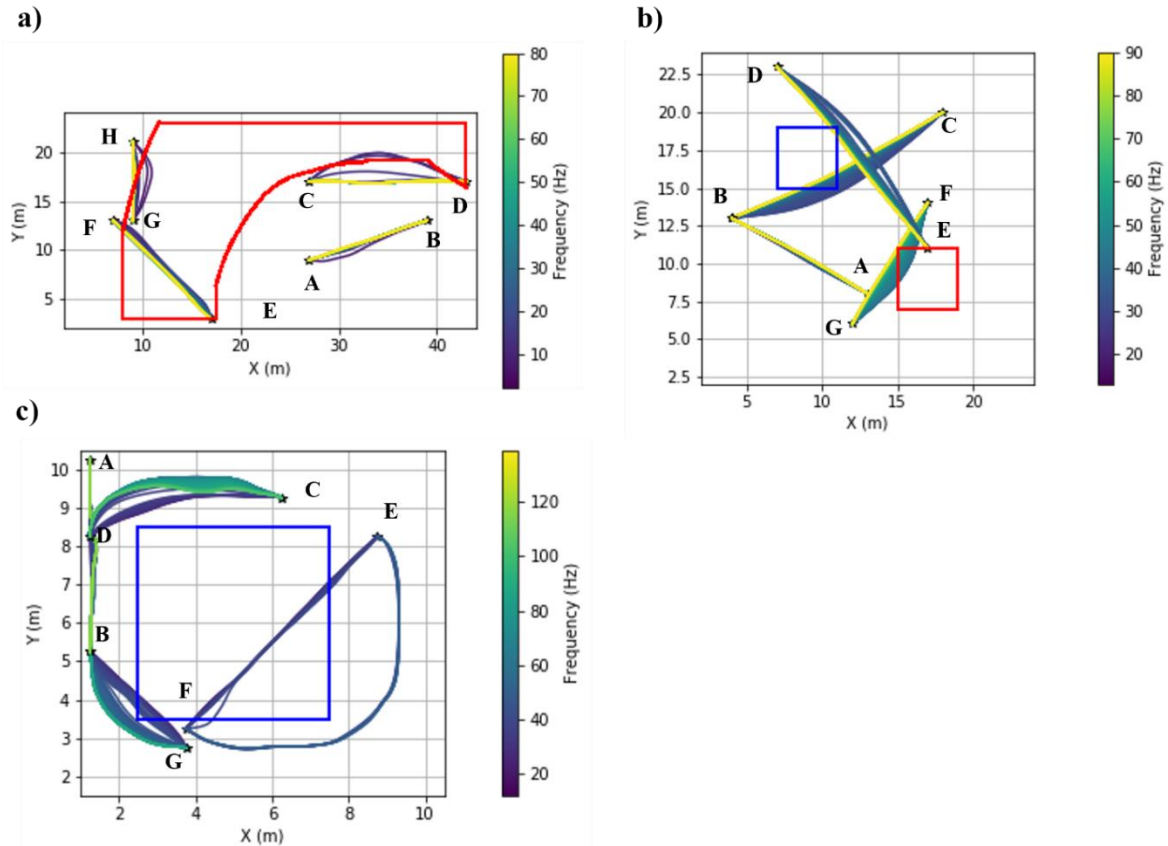 a)
80
70
60
50
40
30
20
10
Frequency (Hz)
20
15
10
5
Y (m)
10
20
30
40
X (m)
H
F
G
C
D
B
A
E
b)
90
80
70
60
50
40
30
20
Frequency (Hz)
22.5
20.0
17.5
15.0
12.5
10.0
7.5
5.0
2.5
Y (m)
5
10
15
20
X (m)
D
C
B
F
E
A
G
c)
120
100
80
60
40
20
Frequency (Hz)
10
9
8
7
6
5
4
3
2
Y (m)
2
4
6
8
10
X (m)
A
C
E
D
B
F
G